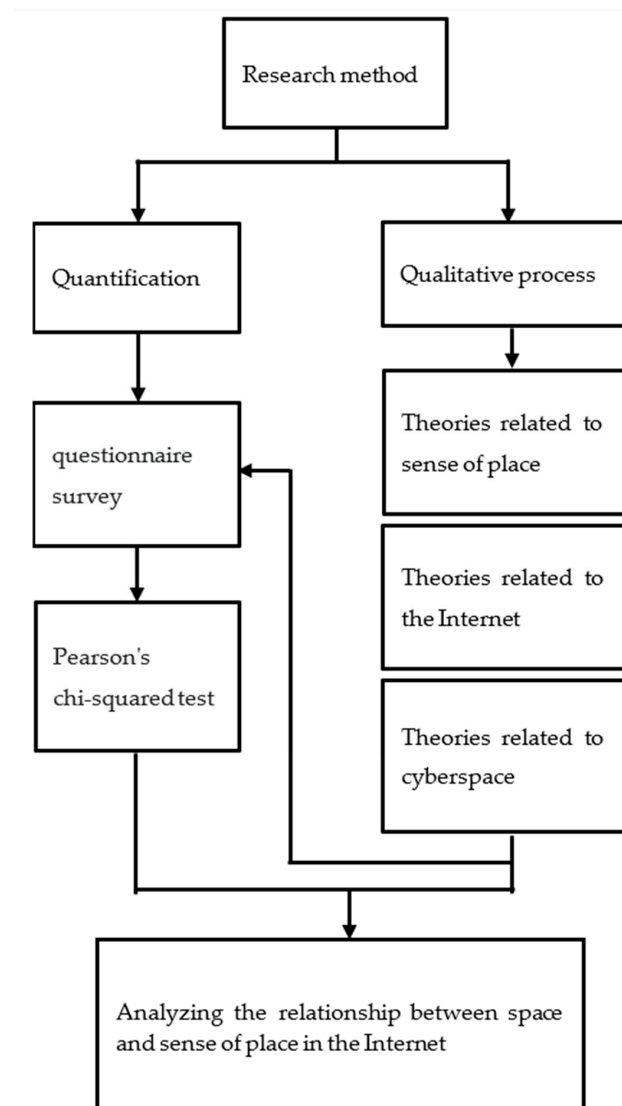 Research method
Quantification
Qualitative process
questionnaire
survey
Theories related to
sense of place
Theories related to
the Internet
Pearson's
chi-squared test
Theories related to
cyberspace
Analyzing the relationship between space
and sense of place in the Internet